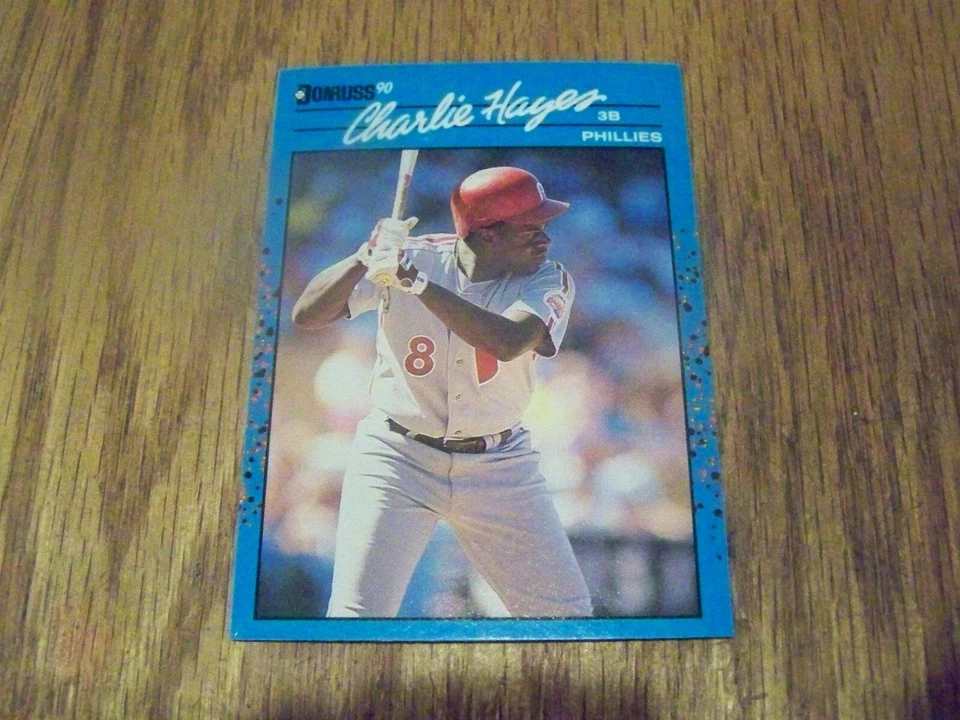 DONRUSS 90
Charlie Hayes
3B
PHILLIES
8